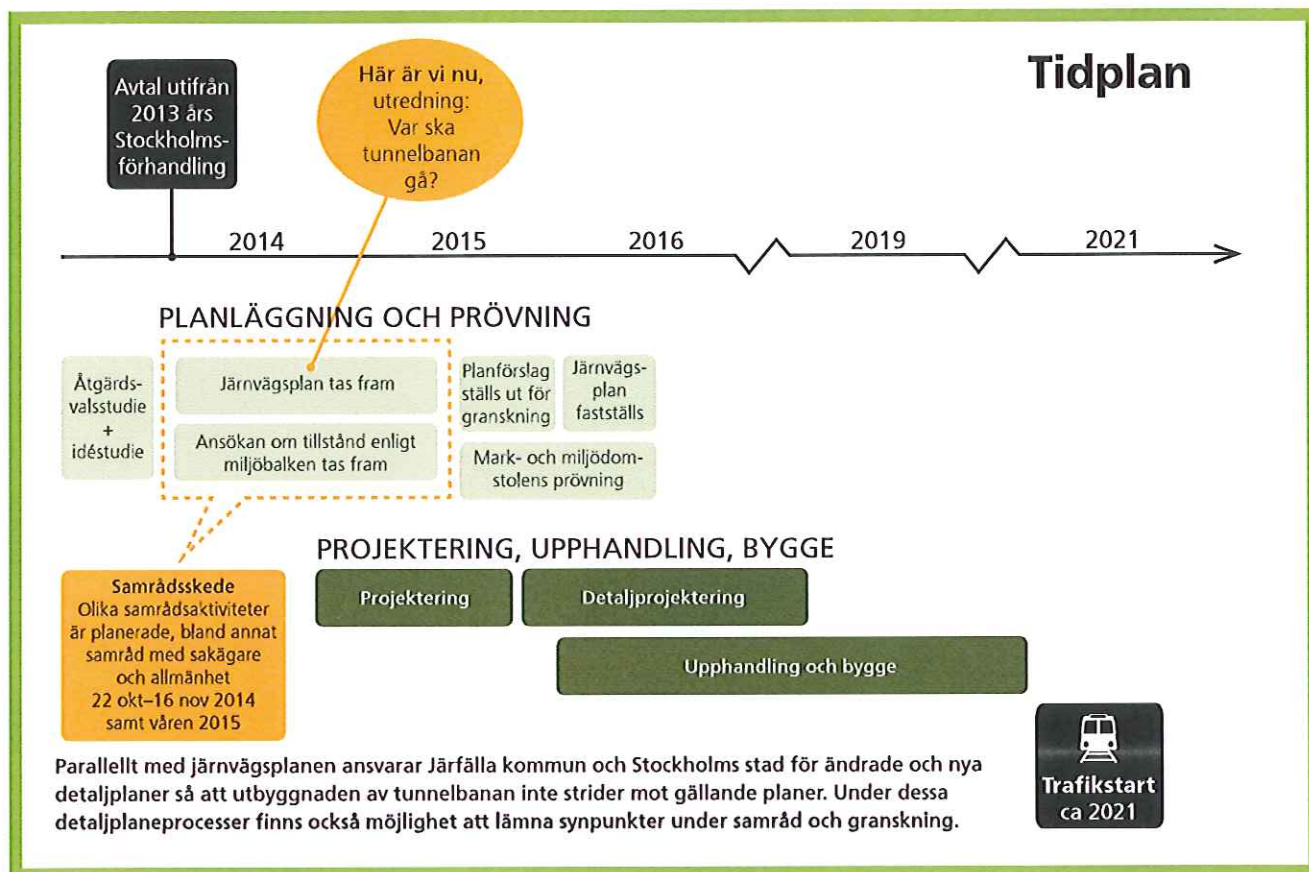 Tidplan
Avtal utifrån
2013 års
Stockholms-
förhandling
Här är vi nu,
utredning:
Var ska
tunnelbanan
gå?
2014
2015
2016
2019
2021
PLANLÄGGNING OCH PRÖVNING
Åtgärds-
valsstudie
+
idéstudie
Järnvägsplan tas fram
Ansökan om tillstånd enligt
miljöbalken tas fram
Planförslag
ställs ut för
granskning
Järnvägs-
plan
fastställs
Mark- och miljödom-
stolens prövning
Samrådsskede
Olika samrådsaktiviteter
är planerade, bland annat
samråd med sakägare
och allmänhet
22 okt–16 nov 2014
samt våren 2015
PROJEKTERING, UPPHANDLING, BYGGE
Projektering
Detaljprojektering
Upphandling och bygge
Trafikstart
ca 2021
Parallellt med järnvägsplanen ansvarar Järfälla kommun och Stockholms stad för ändrade och nya
detaljplaner så att utbyggnaden av tunnelbanan inte strider mot gällande planer. Under dessa
detaljplaneprocesser finns också möjlighet att lämna synpunkter under samråd och granskning.